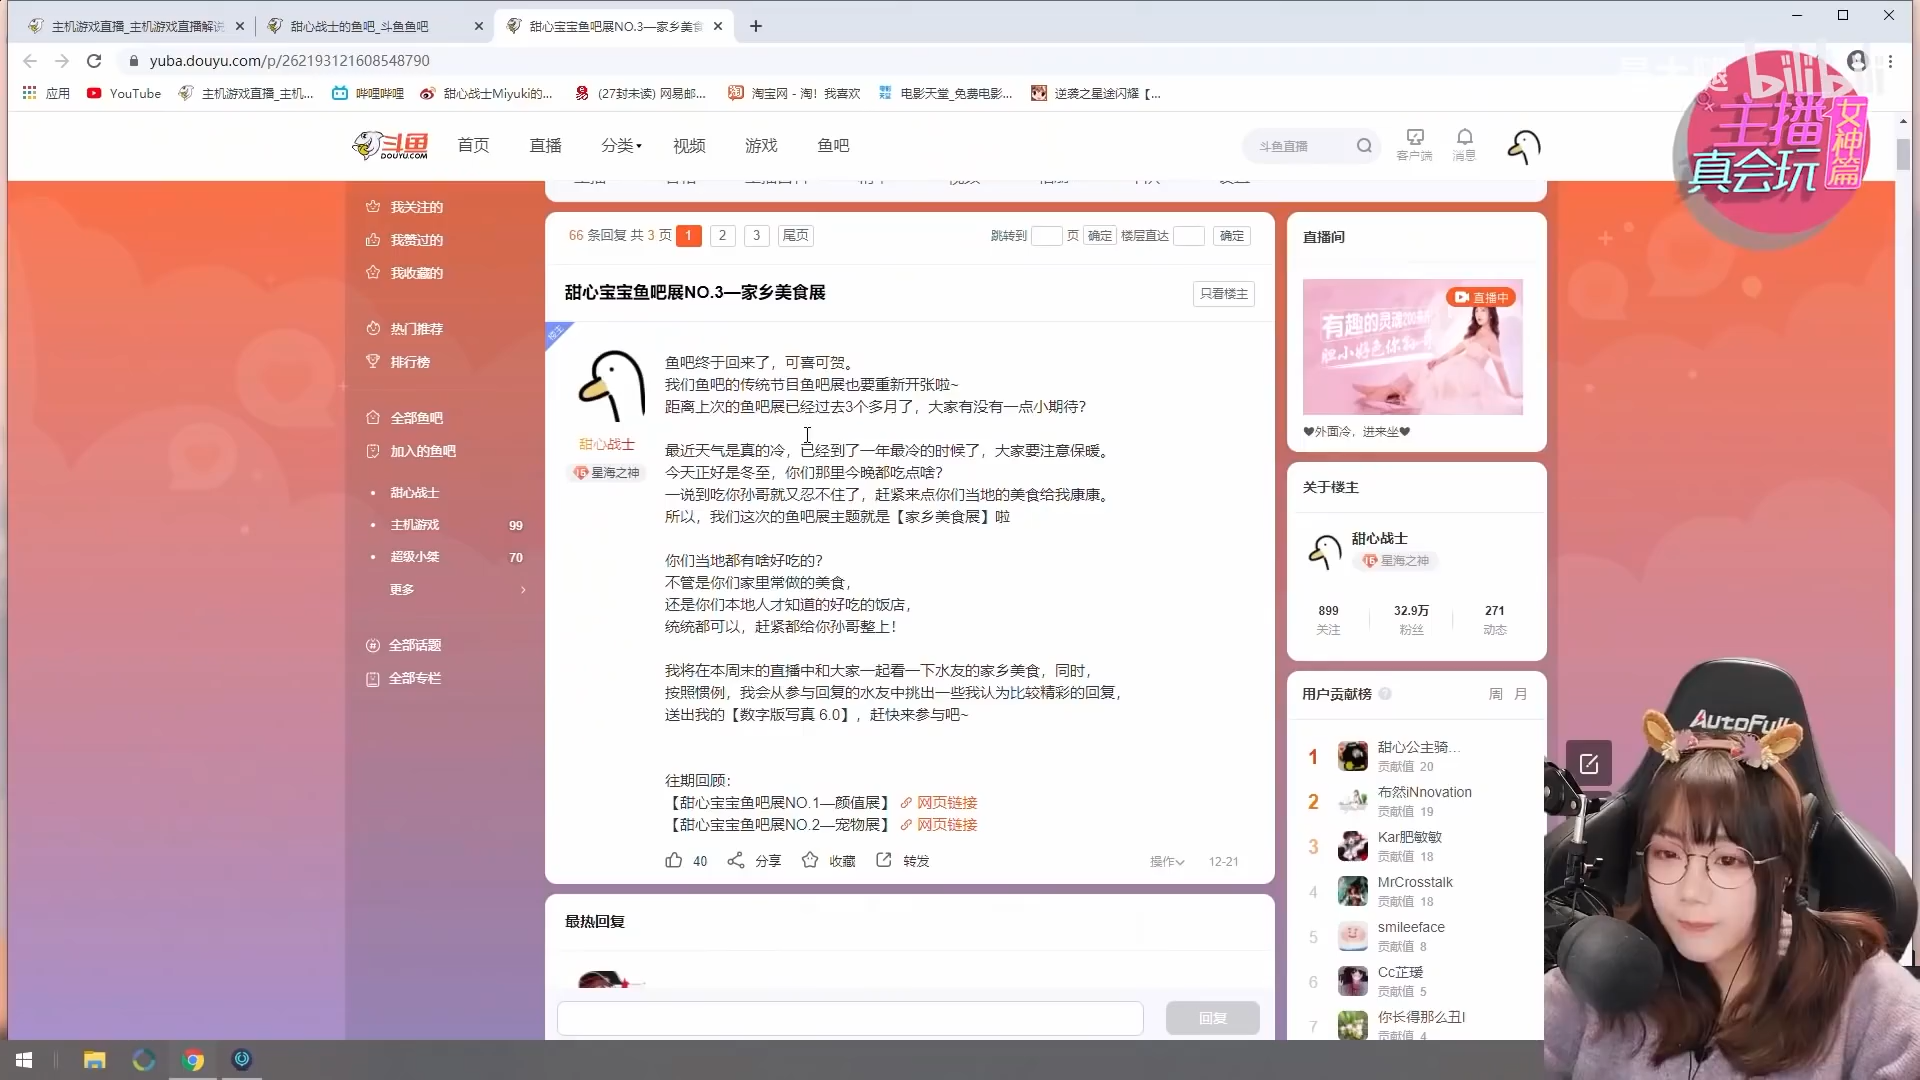 主机游戏直播_主机游戏直播解说
甜心战士的鱼吧_斗鱼鱼吧
甜心宝宝鱼吧展NO.3—家乡美食
yuba.douyu.com/p/262193121608548790
应用
YouTube
主机游戏直播_主机...
哔哩哔哩
甜心战士Miyuki的...
(27封未读) 网易邮...
淘宝网 - 淘！我喜欢
电影天堂_免费电影...
逆袭之星途闪耀【...
bilibili
主播
真会玩
女神篇
斗鱼
DOUYU.COM
首页
直播
分类
视频
游戏
鱼吧
斗鱼直播
客户端
消息
我关注的
我赞过的
我收藏的
热门推荐
排行榜
全部鱼吧
加入的鱼吧
甜心战士
主机游戏 99
超级小桀 70
更多
全部话题
全部专栏
66 条回复 共 3 页 1 2 3 尾页
跳转到 页 确定 楼层直达 确定
甜心宝宝鱼吧展NO.3—家乡美食展
只看楼主
楼主
甜心战士
15 星海之神
鱼吧终于回来了，可喜可贺。
我们鱼吧的传统节目鱼吧展也要重新开张啦~
距离上次的鱼吧展已经过去3个多月了，大家有没有一点小期待？
最近天气是真的冷，已经到了一年最冷的时候了，大家要注意保暖。
今天正好是冬至，你们那里今晚都吃点啥？
一说到吃你孙哥就又忍不住了，赶紧来点你们当地的美食给我康康。
所以，我们这次的鱼吧展主题就是【家乡美食展】啦
你们当地都有啥好吃的？
不管是你们家里常做的美食，
还是你们本地人才知道的好吃的饭店，
统统都可以，赶紧都给你孙哥整上！
我将在本周末的直播中和大家一起看一下水友的家乡美食，同时，
按照惯例，我会从参与回复的水友中挑出一些我认为比较精彩的回复，
送出我的【数字版写真 6.0】，赶快来参与吧~
往期回顾：
【甜心宝宝鱼吧展NO.1—颜值展】 网页链接
【甜心宝宝鱼吧展NO.2—宠物展】 网页链接
40 分享 收藏 转发
操作 12-21
最热回复
回复
直播间
直播中
有趣的灵魂200来斤
胆小好色你孙哥
♥外面冷，进来坐♥
关于楼主
甜心战士
15 星海之神
899 32.9万 271
关注 粉丝 动态
用户贡献榜 ? 周 月
1 甜心公主骑...
贡献值 20
2 布然iNnovation
贡献值 19
3 Kar肥敏敏
贡献值 18
4 MrCrosstalk
贡献值 18
5 smileeface
贡献值 8
6 Cc芷瑷
贡献值 5
7 你长得那么丑I
贡献值 4
AutoFull